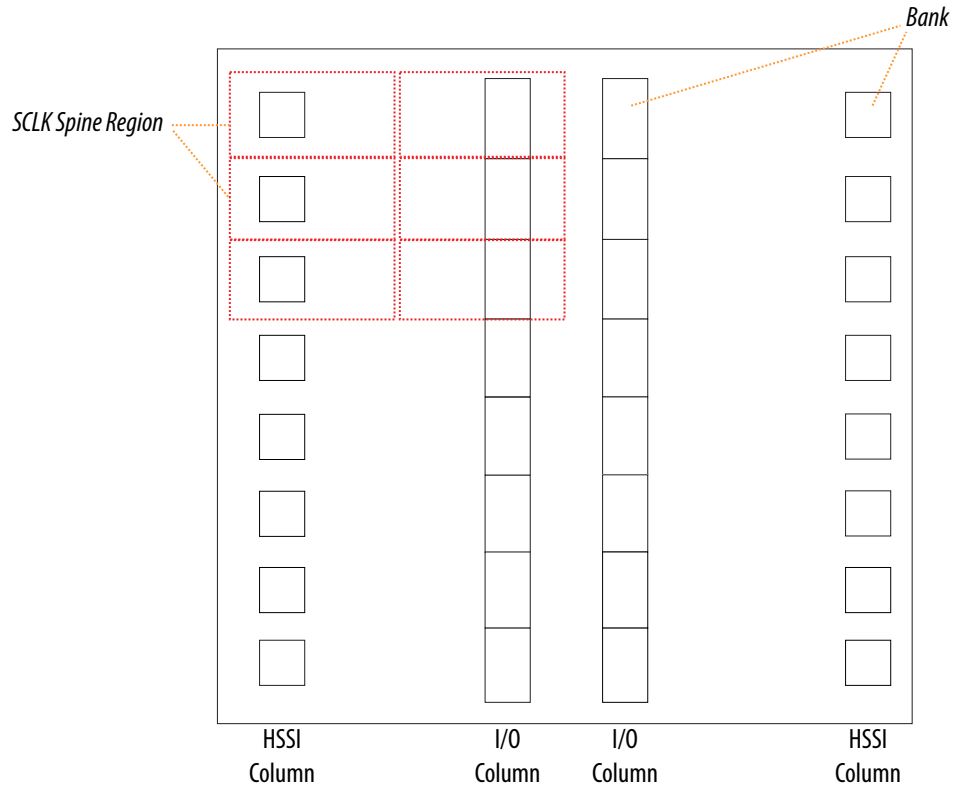 Bank
SCLK Spine Region
HSSI
Column
I/O
Column
I/O
Column
HSSI
Column